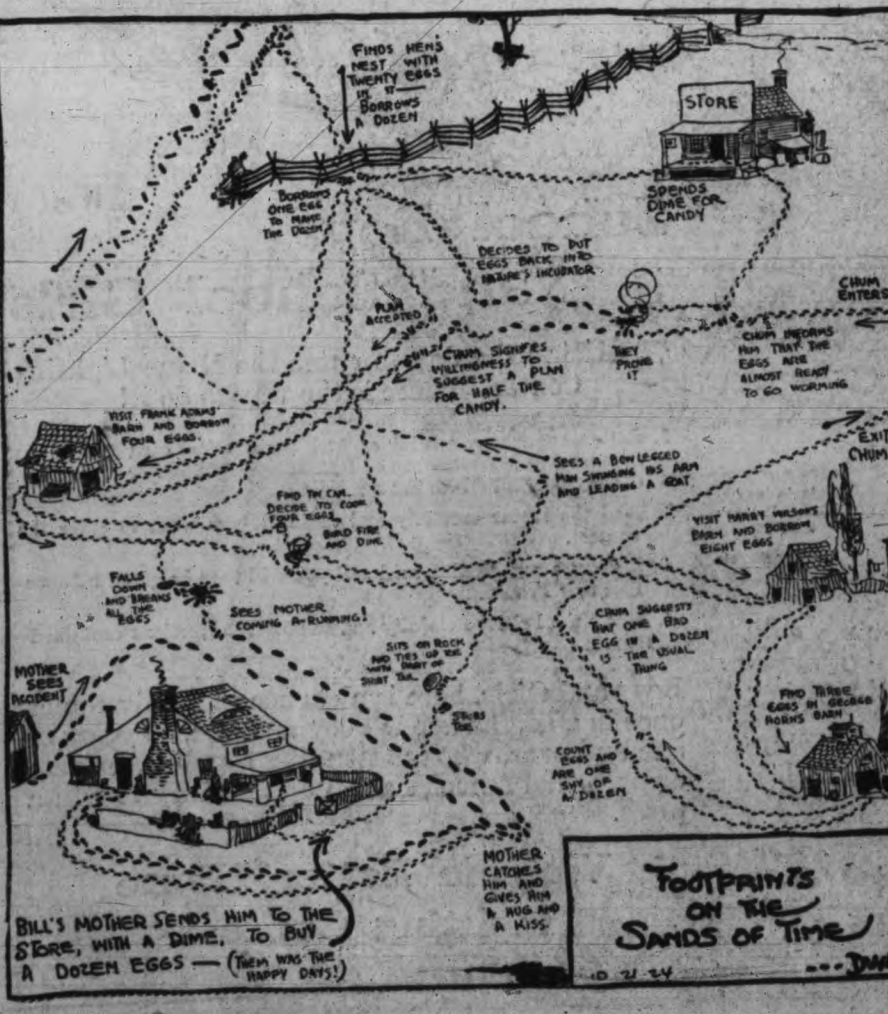 FINDS HEN'S
NEST WITH
TWENTY EGGS
IN IT —
BORROWS
A DOZEN
STORE
BORROWS
ONE EGG
TO MAKE
THE DOZEN
SPENDS
DIME FOR
CANDY
DECIDES TO PUT
EGGS BACK INTO
NATURE'S INCUBATOR
CHUM
ENTERS
PLAN
ACCEPTED
CHUM SIGNIFIES
WILLINGNESS TO
SUGGEST A PLAN
FOR HALF THE
CANDY.
THEY
PROVE
IT
CHUM INFORMS
HIM THAT THE
EGGS ARE
ALMOST READY
TO GO WORMING
VISIT FRANK ADAMS'
BARN AND BORROW
FOUR EGGS.
EXIT
CHUM
SEES A BOW LEGGED
MAN SWINGING HIS ARM
AND LEADING A GOAT.
FIND TIN CAN.
DECIDE TO COOK
FOUR EGGS
BUILD FIRE
AND DINE
VISIT HARRY WILSON'S
BARN AND BORROW
EIGHT EGGS
FALLS
DOWN
AND BREAKS
ALL THE
EGGS
SEES MOTHER
COMING A-RUNNING!
CHUM SUGGESTS
THAT ONE BAD
EGG IN A DOZEN
IS THE USUAL
THING
SITS ON ROCK
AND TIES UP TOE
WITH PART OF
SHIRT TAIL
STUBS
TOE
MOTHER
SEES
ACCIDENT
FIND THREE
EGGS IN GEORGE
HORNS BARN
COUNT
EGGS AND
ARE ONE
SHY OF
A DOZEN
MOTHER
CATCHES
HIM AND
GIVES HIM
A HUG AND
A KISS.
BILL'S MOTHER SENDS HIM TO THE
STORE, WITH A DIME, TO BUY
A DOZEN EGGS — (THEM WAS THE
HAPPY DAYS!)
FOOTPRINTS
ON THE
SANDS OF TIME
10 21 24